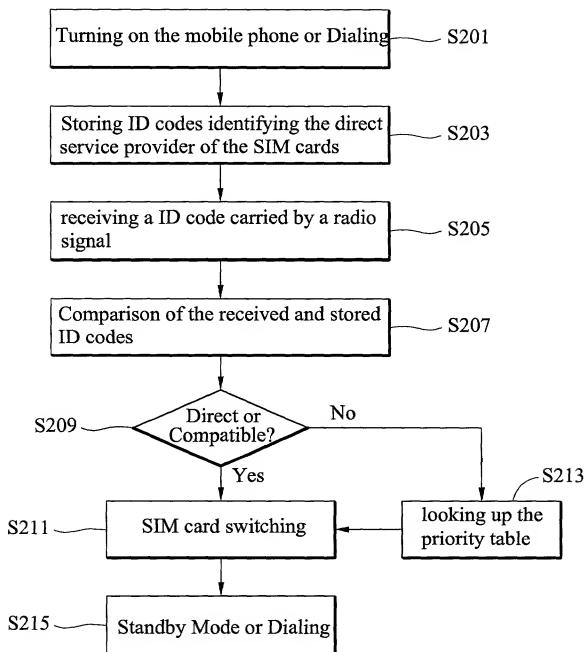 Turning on the mobile phone or Dialing
S201
Storing ID codes identifying the direct
service provider of the SIM cards
S203
receiving a ID code carried by a radio
signal
S205
Comparison of the received and stored
ID codes
S207
S209
Direct or
Compatible?
No
Yes
S213
looking up the
priority table
S211
SIM card switching
S215
Standby Mode or Dialing